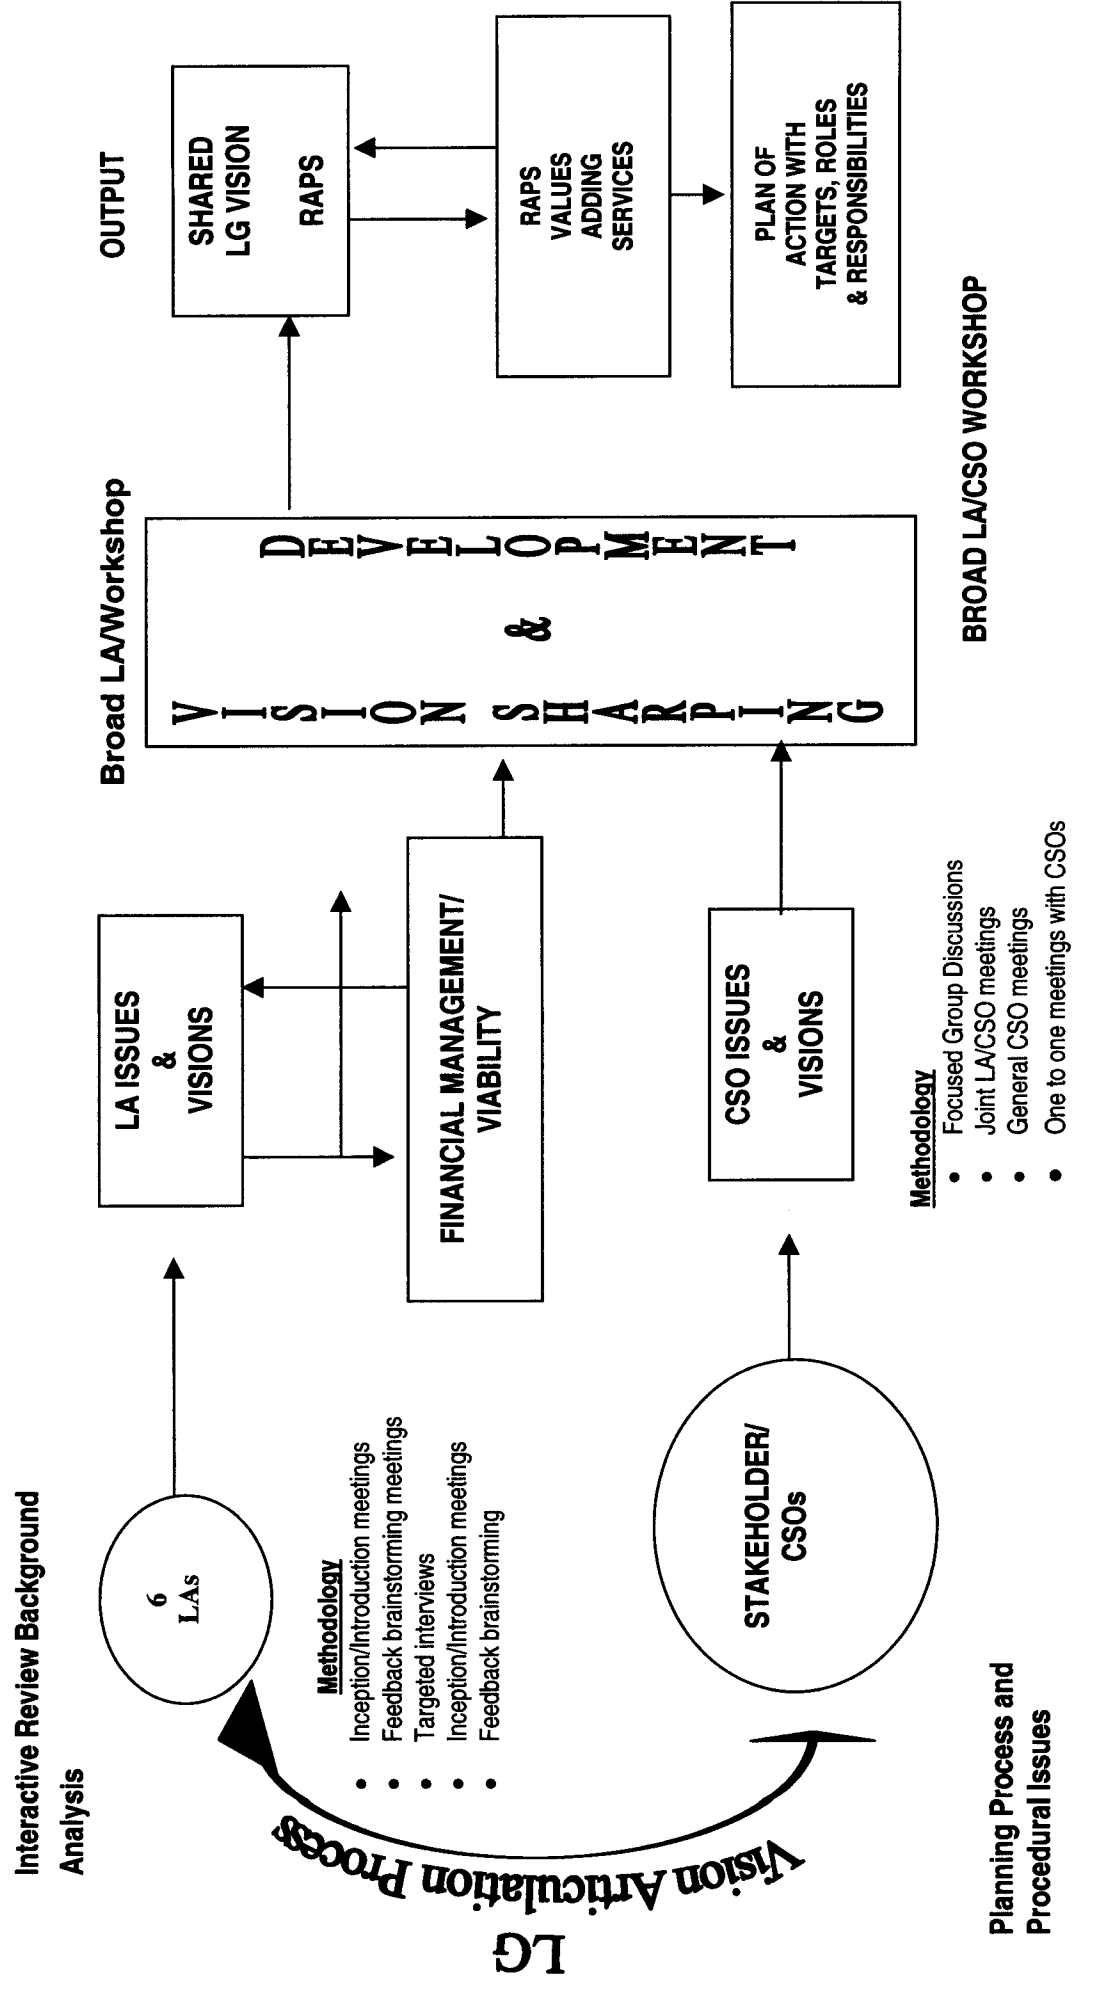 Interactive Review Background
Analysis
LG
Vision Articulation Process
6
LAs
Methodology
• Inception/Introduction meetings
• Feedback brainstorming meetings
• Targeted interviews
• Inception/Introduction meetings
• Feedback brainstorming
STAKEHOLDER/
CSOs
Planning Process and
Procedural Issues
LA ISSUES
&
VISIONS
FINANCIAL MANAGEMENT/
VIABILITY
CSO ISSUES
&
VISIONS
Methodology
• Focused Group Discussions
• Joint LA/CSO meetings
• General CSO meetings
• One to one meetings with CSOs
Broad LA/Workshop
VISION SHARPING
&
DEVELOPMENT
BROAD LA/CSO WORKSHOP
OUTPUT
SHARED
LG VISION
RAPS
RAPS
VALUES
ADDING
SERVICES
PLAN OF
ACTION WITH
TARGETS, ROLES
& RESPONSIBILITIES